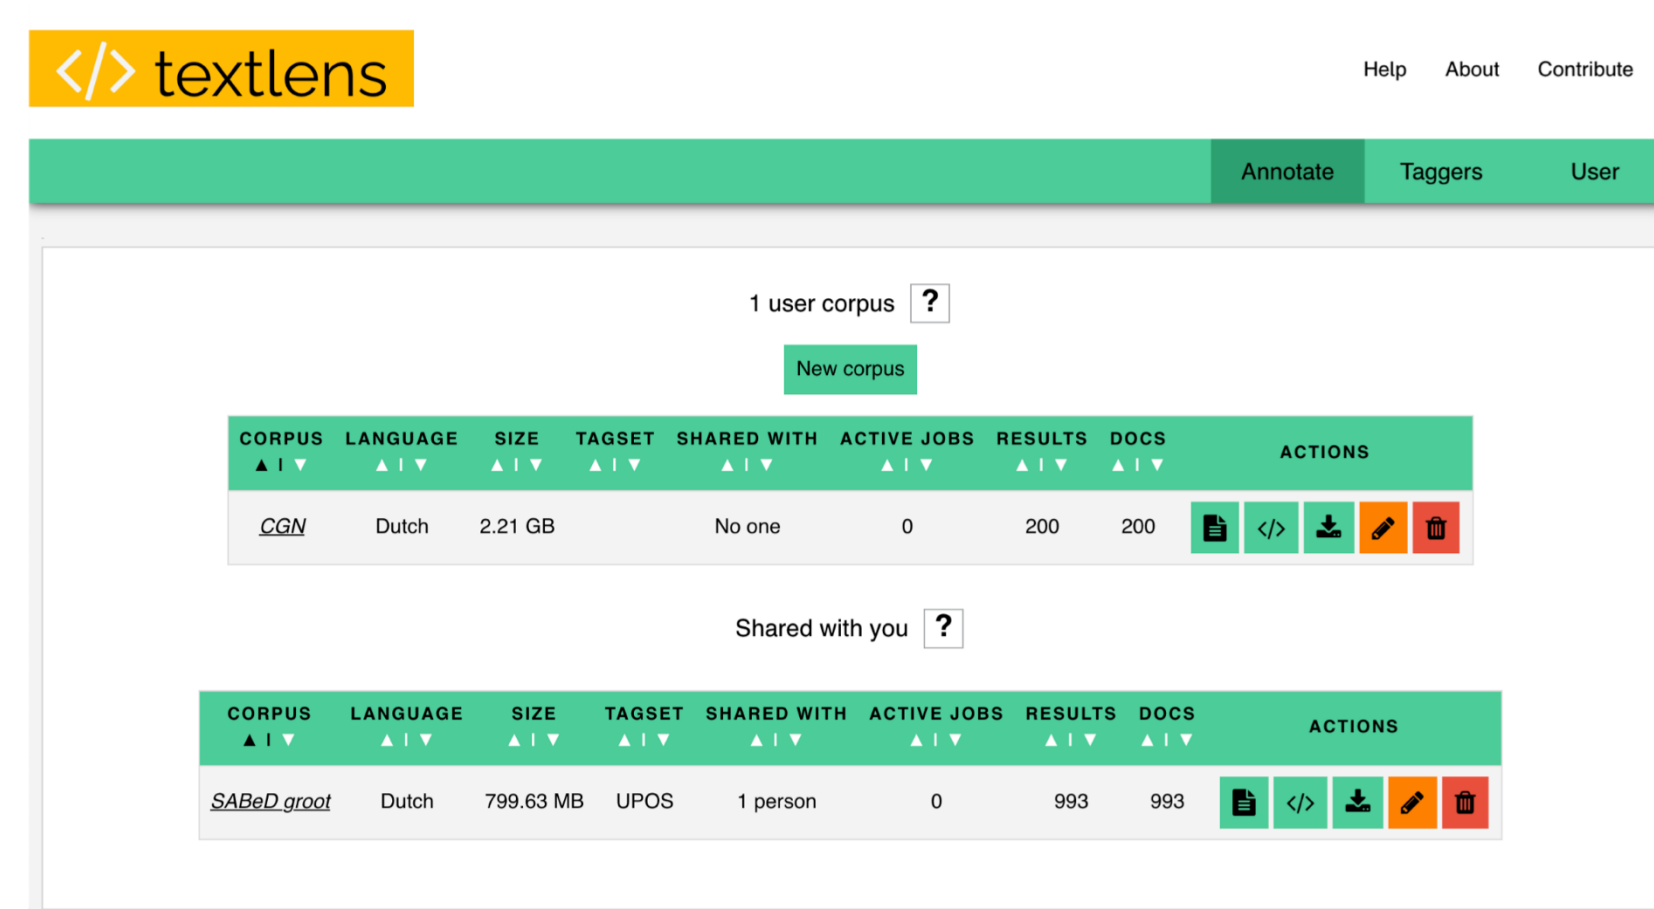 </> textlens
Help About Contribute
Annotate Taggers User
1 user corpus ?
New corpus
CORPUS LANGUAGE SIZE TAGSET SHARED WITH ACTIVE JOBS RESULTS DOCS ACTIONS
▲ | ▼ ▲ | ▼ ▲ | ▼ ▲ | ▼ ▲ | ▼ ▲ | ▼ ▲ | ▼ ▲ | ▼
CGN Dutch 2.21 GB No one 0 200 200 </>
Shared with you ?
CORPUS LANGUAGE SIZE TAGSET SHARED WITH ACTIVE JOBS RESULTS DOCS ACTIONS
▲ | ▼ ▲ | ▼ ▲ | ▼ ▲ | ▼ ▲ | ▼ ▲ | ▼ ▲ | ▼ ▲ | ▼
SABeD groot Dutch 799.63 MB UPOS 1 person 0 993 993 </>